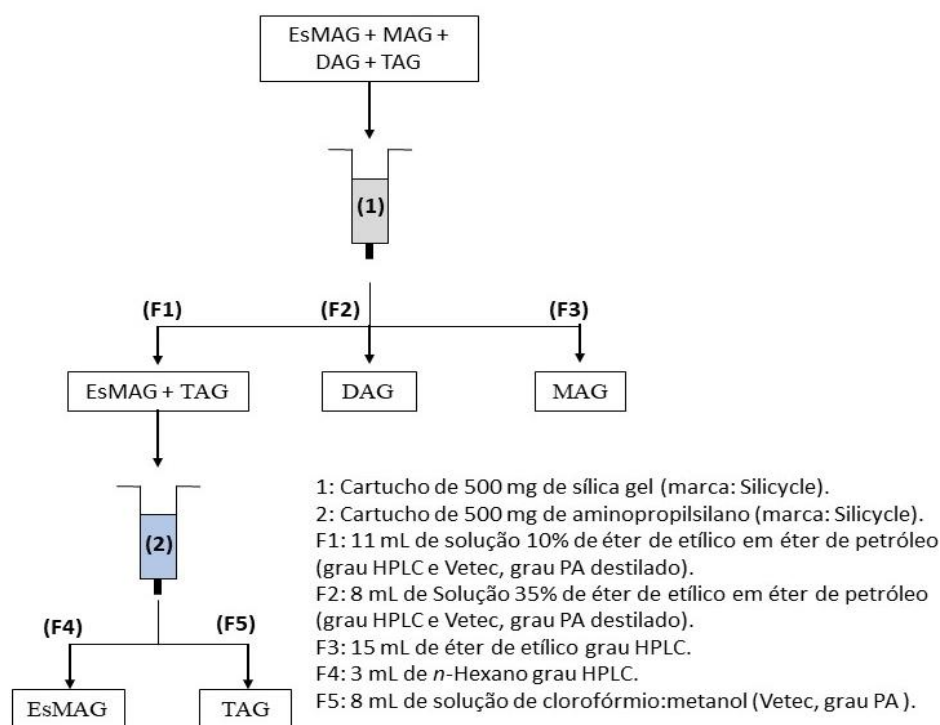 EsMAG + MAG +
DAG + TAG
(1)
(F1)
(F2)
(F3)
EsMAG + TAG
DAG
MAG
(2)
(F4)
(F5)
EsMAG
TAG
1: Cartucho de 500 mg de sílica gel (marca: Silicycle).
2: Cartucho de 500 mg de aminopropilsilano (marca: Silicycle).
F1: 11 mL de solução 10% de éter de etílico em éter de petróleo
(grau HPLC e Vetec, grau PA destilado).
F2: 8 mL de Solução 35% de éter de etílico em éter de petróleo
(grau HPLC e Vetec, grau PA destilado).
F3: 15 mL de éter de etílico grau HPLC.
F4: 3 mL de n-Hexano grau HPLC.
F5: 8 mL de solução de clorofórmio:metanol (Vetec, grau PA ).